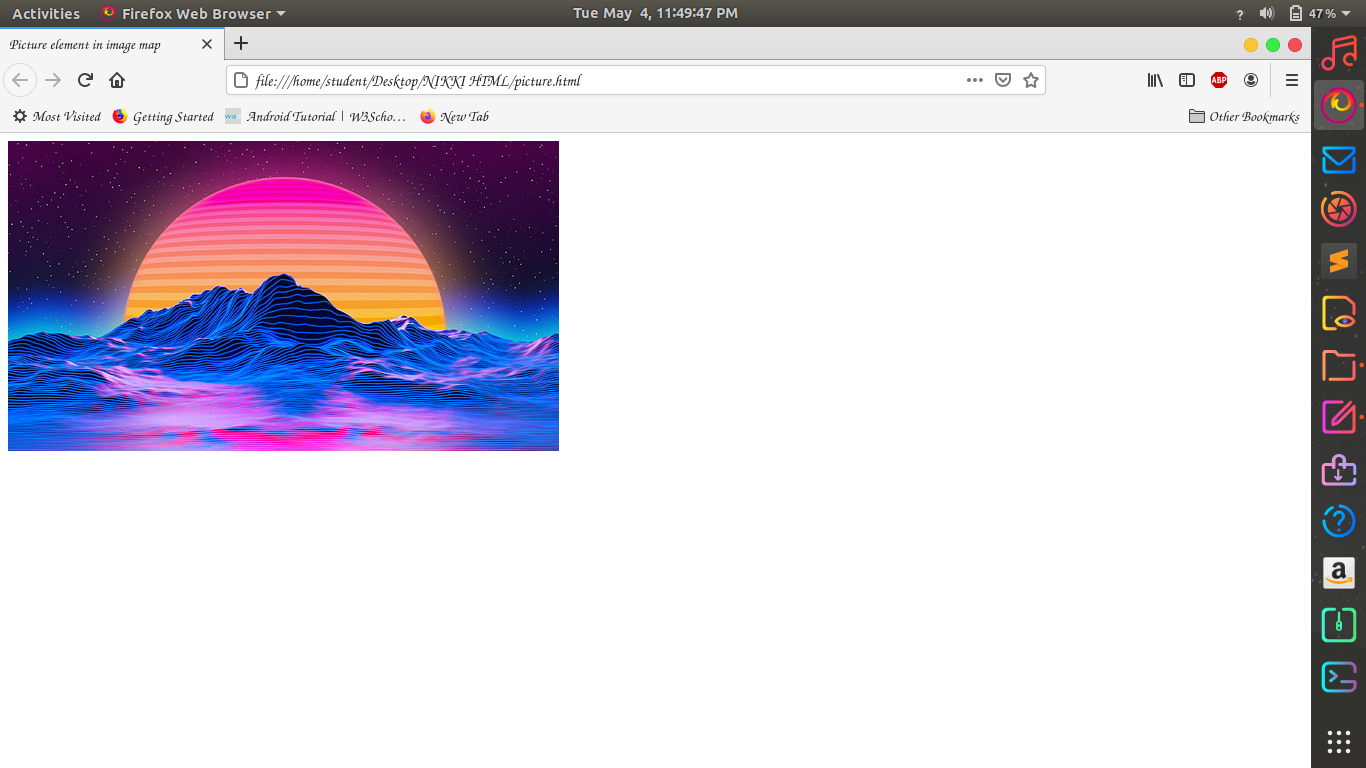 Activities Firefox Web Browser Tue May 4, 11:49:47 PM ? 47%
Picture element in image map
file:///home/student/Desktop/NIKKI HTML/picture.html ABP
Most Visited Getting Started w3 Android Tutorial | W3Scho… New Tab Other Bookmarks
?
a